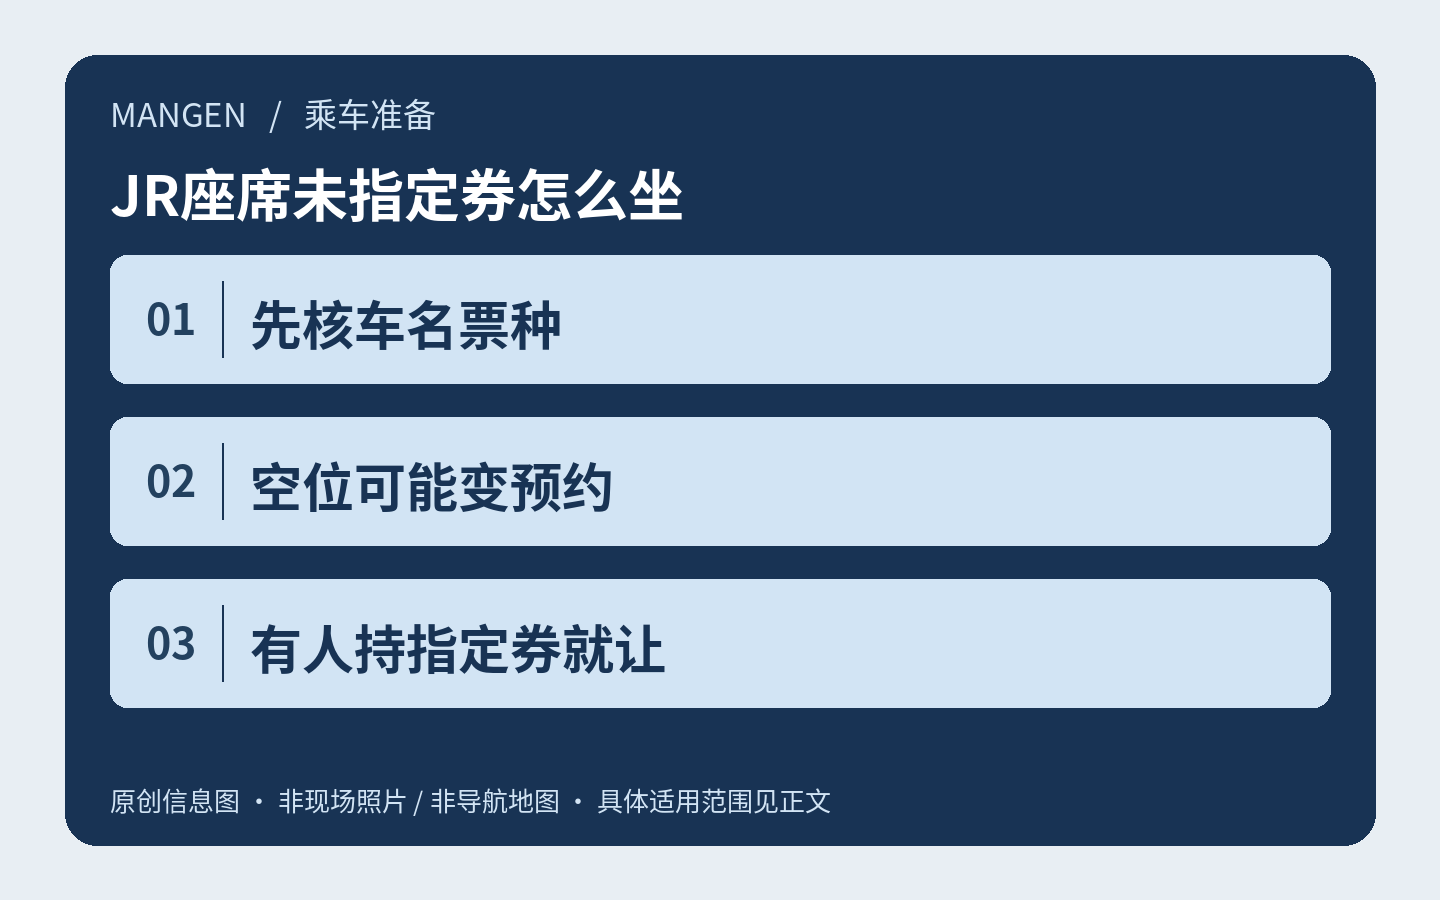 MANGEN / 乘车准备
JR座席未指定券怎么坐
01 先核车名票种
02 空位可能变预约
03 有人持指定券就让
原创信息图 · 非现场照片 / 非导航地图 · 具体适用范围见正文